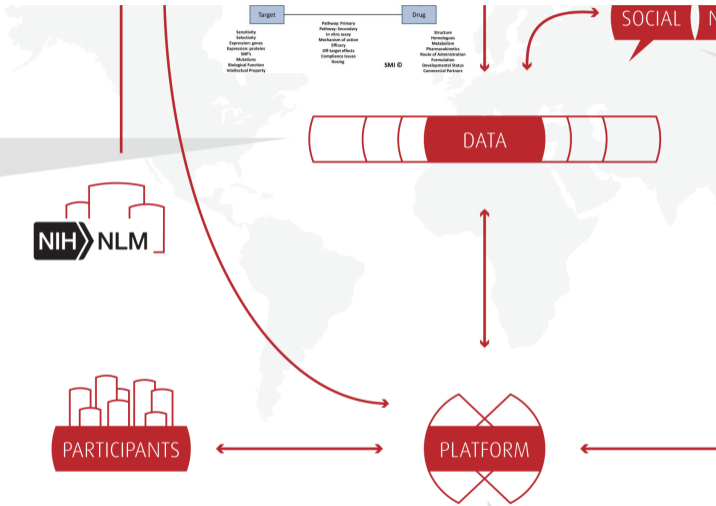 Target
Drug
Sensitivity
Selectivity
Expression: genes
Expression: proteins
SNP's
Mutations
Biological Function
Intellectual Property
Pathway: Primary
Pathway: Secondary
In vitro assay
Mechanism of action
Efficacy
Off-target effects
Compliance issues
Dosing
SMI ©
Structure
Homologues
Metabolism
Pharmacokinetics
Route of Administration
Formulation
Developmental Status
Commercial Partners
SOCIAL
N
DATA
NIH NLM
PARTICIPANTS
PLATFORM